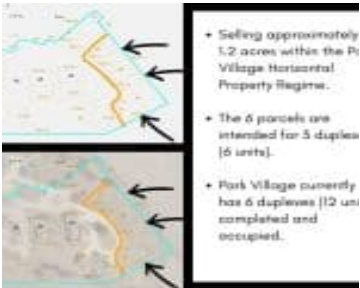 • Selling approximately
1.2 acres within the
Village Horizontal
Property Regime.
• The 6 parcels are
intended for 3
(6 units).
• Park Village currently
has 6 duplexes (12
completed and
occupied.